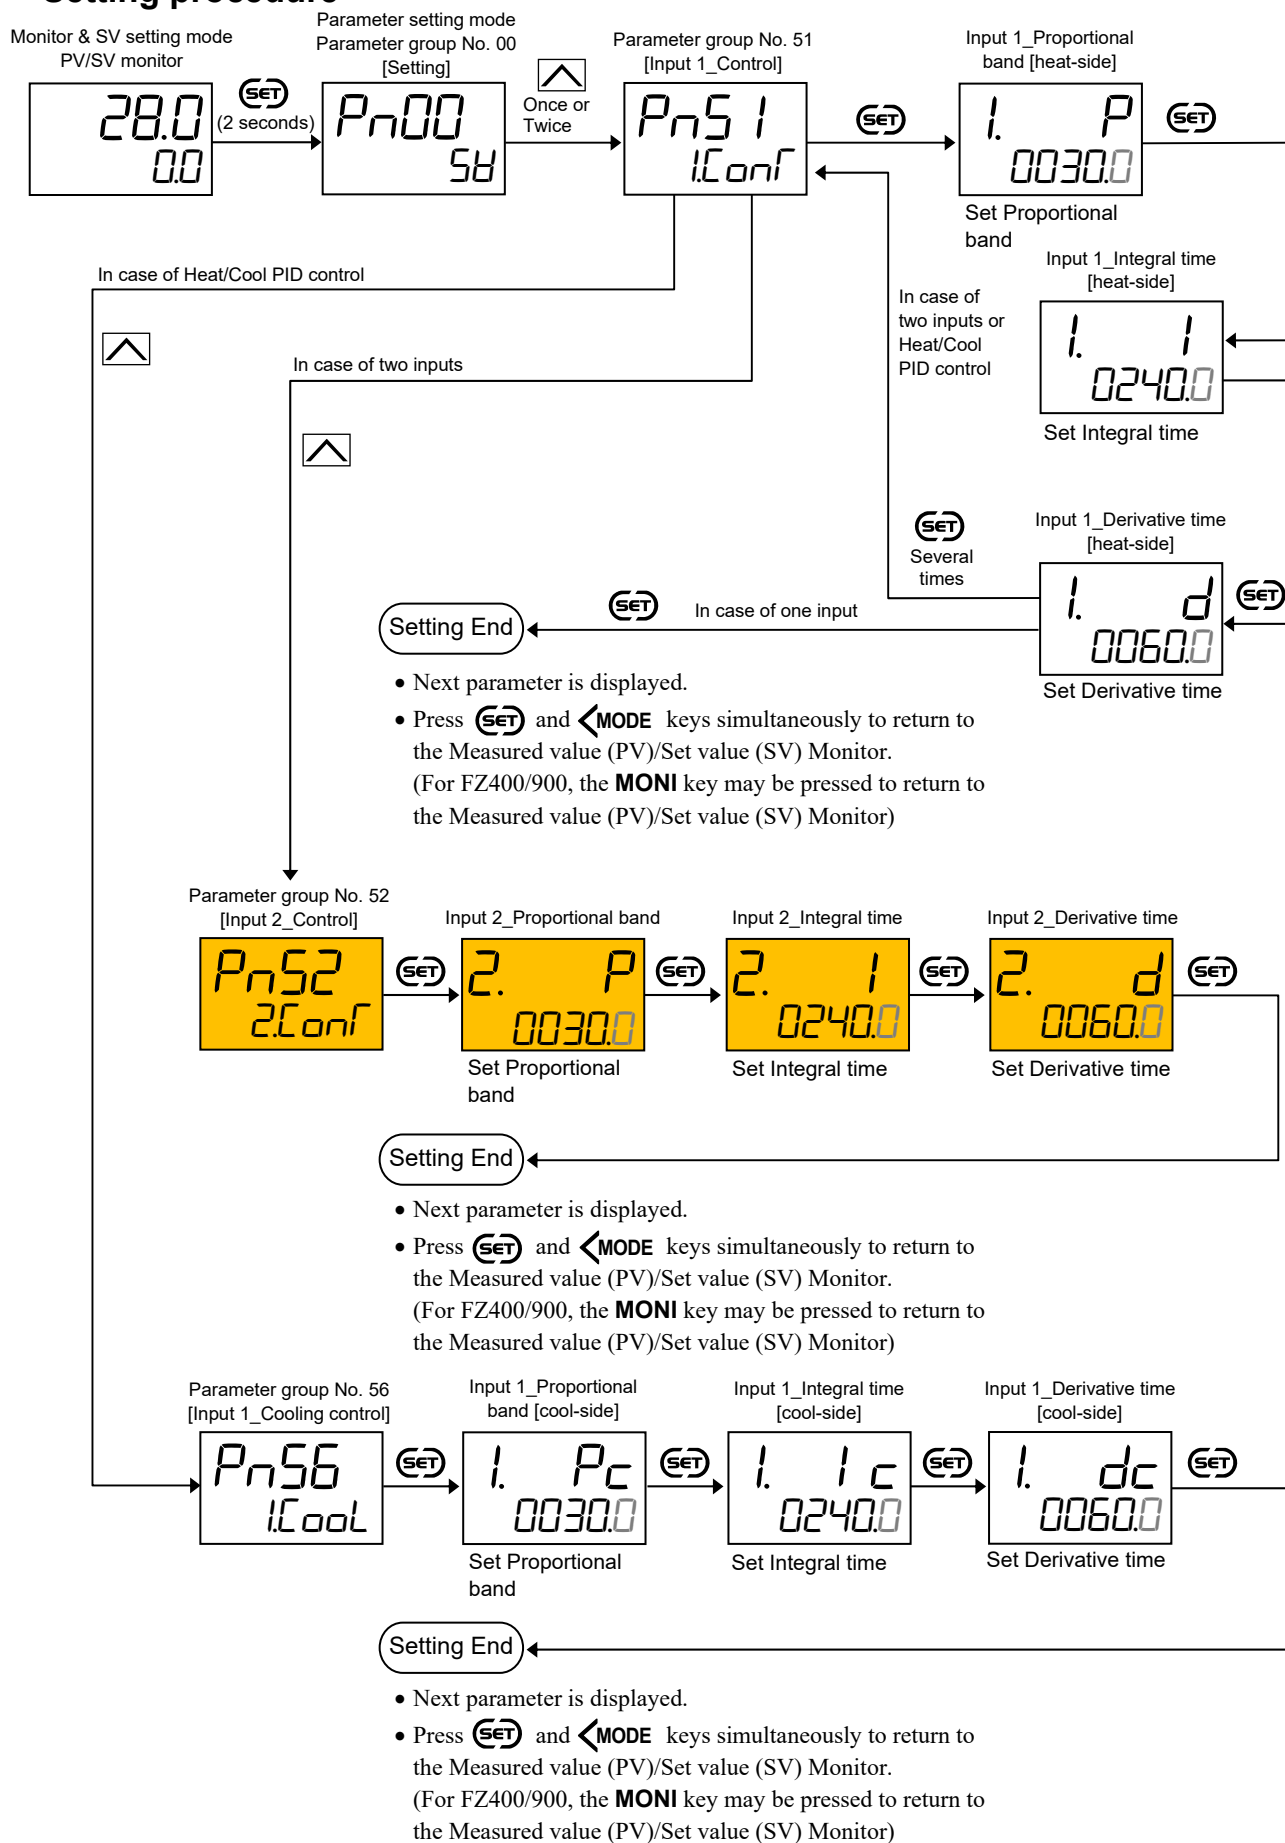 Setting procedure
Monitor & SV setting mode
PV/SV monitor
28.0
0.0
SET
(2 seconds)
Parameter setting mode
Parameter group No. 00
[Setting]
Pn00
SV
Once or
Twice
Parameter group No. 51
[Input 1_Control]
Pn51
1.Cont
SET
Input 1_Proportional
band [heat-side]
1. P
0030.0
SET
Set Proportional
band
Input 1_Integral time
[heat-side]
1. I
0240.0
Set Integral time
In case of Heat/Cool PID control
In case of two inputs
In case of
two inputs or
Heat/Cool
PID control
Input 1_Derivative time
[heat-side]
1. d
0060.0
SET
Set Derivative time
SET
Several
times
SET
In case of one input
Setting End
• Next parameter is displayed.
• Press SET and <MODE keys simultaneously to return to
the Measured value (PV)/Set value (SV) Monitor.
(For FZ400/900, the MONI key may be pressed to return to
the Measured value (PV)/Set value (SV) Monitor)
Parameter group No. 52
[Input 2_Control]
Pn52
2.Cont
SET
Input 2_Proportional band
2. P
0030.0
Set Proportional
band
SET
Input 2_Integral time
2. I
0240.0
Set Integral time
SET
Input 2_Derivative time
2. d
0060.0
Set Derivative time
SET
Setting End
• Next parameter is displayed.
• Press SET and <MODE keys simultaneously to return to
the Measured value (PV)/Set value (SV) Monitor.
(For FZ400/900, the MONI key may be pressed to return to
the Measured value (PV)/Set value (SV) Monitor)
Parameter group No. 56
[Input 1_Cooling control]
Pn56
1.CooL
SET
Input 1_Proportional
band [cool-side]
1. Pc
0030.0
Set Proportional
band
SET
Input 1_Integral time
[cool-side]
1. Ic
0240.0
Set Integral time
SET
Input 1_Derivative time
[cool-side]
1. dc
0060.0
Set Derivative time
SET
Setting End
• Next parameter is displayed.
• Press SET and <MODE keys simultaneously to return to
the Measured value (PV)/Set value (SV) Monitor.
(For FZ400/900, the MONI key may be pressed to return to
the Measured value (PV)/Set value (SV) Monitor)